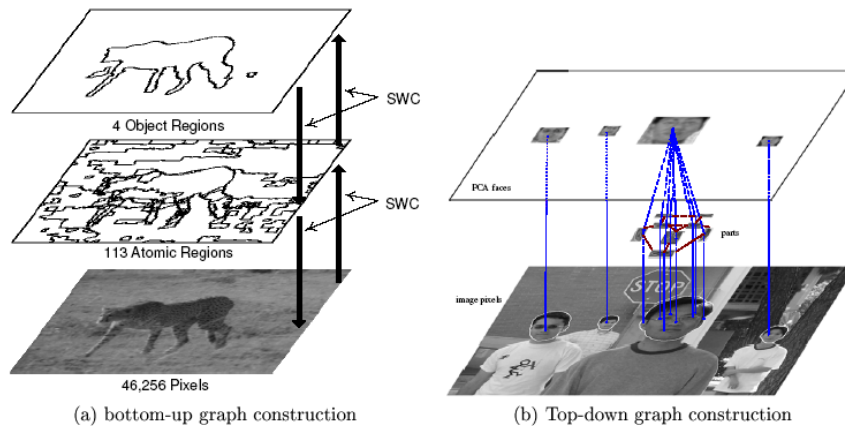 SWC
4 Object Regions
SWC
113 Atomic Regions
46,256 Pixels
(a) bottom-up graph construction
PCA faces
parts
image pixels
STOP
(b) Top-down graph construction